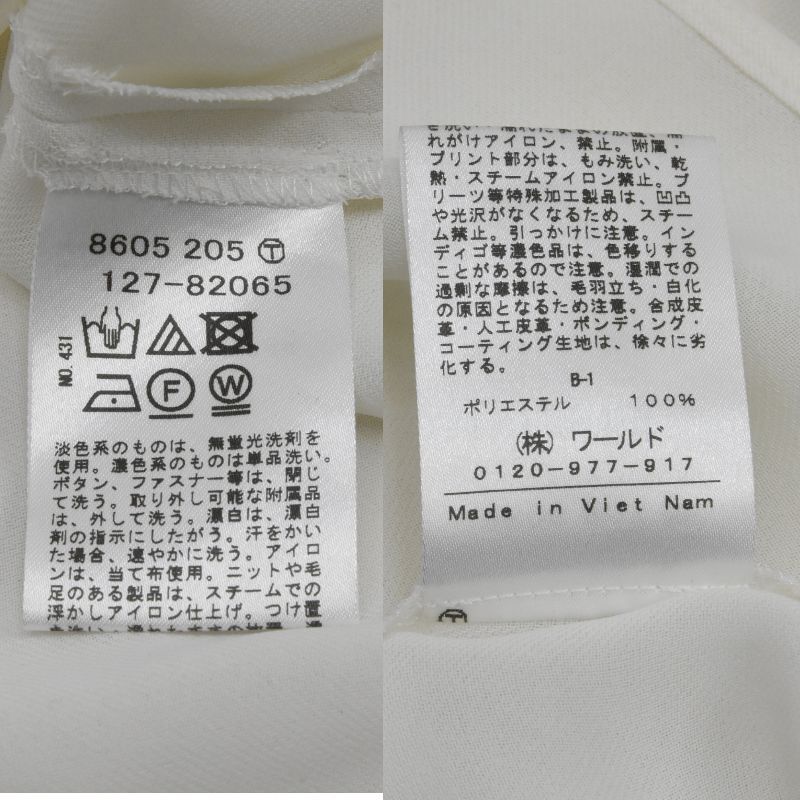 8605 205 Ⓣ
127-82065
NO. 431
F
W
淡色系のものは、無蛍光洗剤を
使用。濃色系のものは単品洗い。
ボタン、ファスナー等は、閉じ
て洗う。取り外し可能な附属品
は、外して洗う。漂白は、漂白
剤の指示にしたがう。汗をかい
た場合、速やかに洗う。アイロ
ンは、当て布使用。ニットや毛
足のある製品は、スチームでの
浮かしアイロン仕上げ。つけ置
れがけアイロン、禁止。附属・
プリント部分は、もみ洗い、乾
熱・スチームアイロン禁止。プ
リーツ等特殊加工製品は、凹凸
や光沢がなくなるため、スチー
ム禁止。引っかけに注意。イン
ディゴ等濃色品は、色移りする
ことがあるので注意。湿潤での
過剰な摩擦は、毛羽立ち・白化
の原因となるため注意。合成皮
革・人工皮革・ボンディング・
コーティング生地は、徐々に劣
化する。
B-1
ポリエステル 100%
(株) ワールド
0120-977-917
Made in Viet Nam
Ⓣ